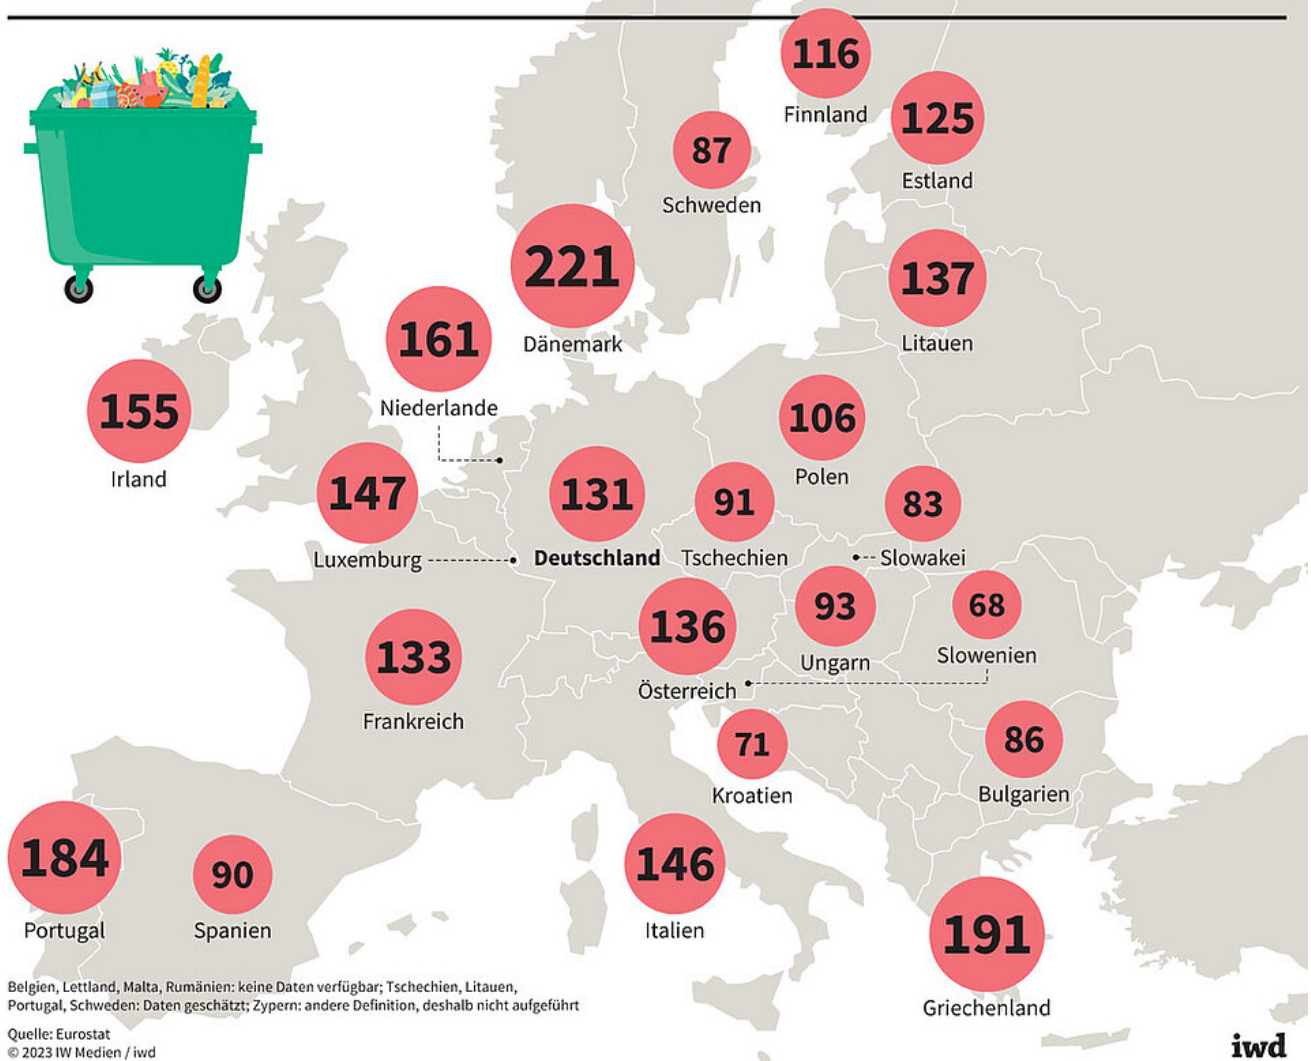 116
Finnland
125
Estland
87
Schweden
221
Dänemark
137
Litauen
161
Niederlande
155
Irland
106
Polen
147
Luxemburg
131
Deutschland
91
Tschechien
83
Slowakei
133
Frankreich
136
Österreich
93
Ungarn
68
Slowenien
71
Kroatien
86
Bulgarien
184
Portugal
90
Spanien
146
Italien
191
Griechenland
Belgien, Lettland, Malta, Rumänien: keine Daten verfügbar; Tschechien, Litauen,
Portugal, Schweden: Daten geschätzt; Zypern: andere Definition, deshalb nicht aufgeführt
Quelle: Eurostat
© 2023 IW Medien / iwd
iwd